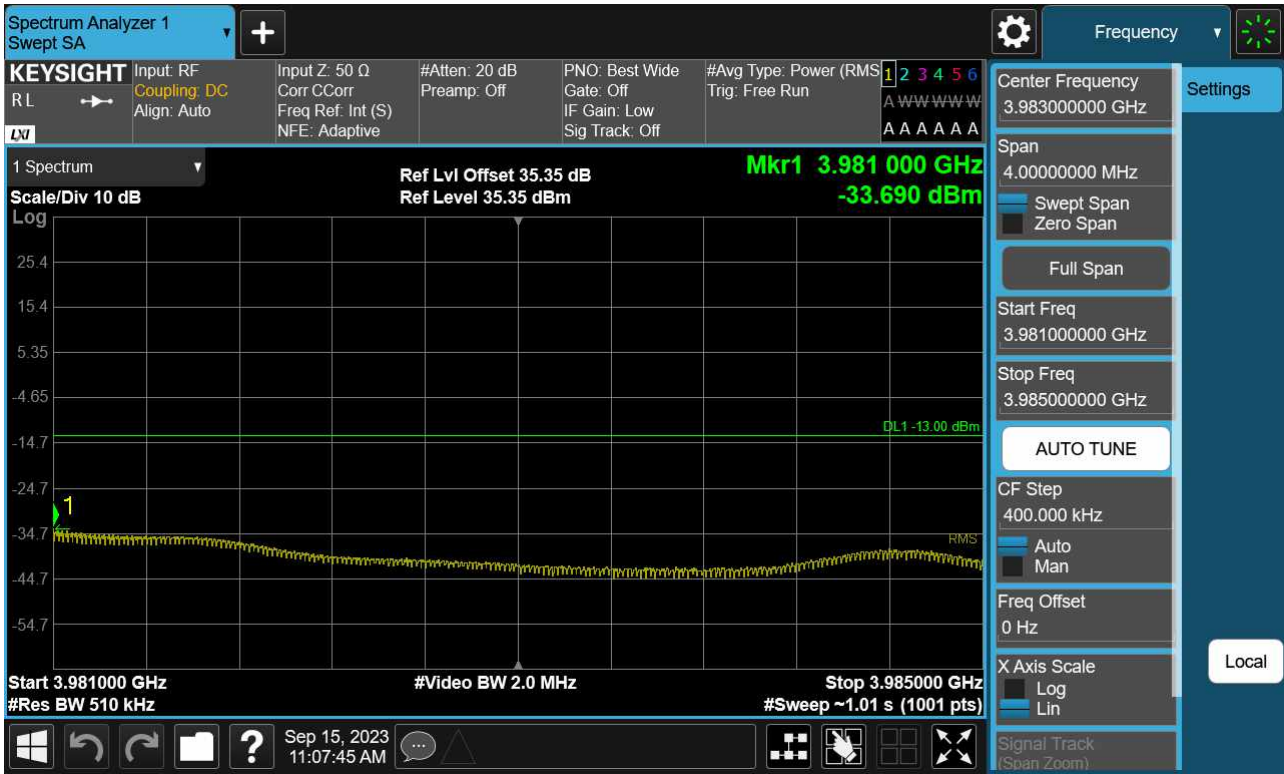 Spectrum Analyzer 1
Swept SA
Frequency
KEYSIGHT
R L
LXI
Input: RF
Coupling: DC
Align: Auto
Input Z: 50 Ω
Corr CCorr
Freq Ref: Int (S)
NFE: Adaptive
#Atten: 20 dB
Preamp: Off
PNO: Best Wide
Gate: Off
IF Gain: Low
Sig Track: Off
#Avg Type: Power (RMS
Trig: Free Run
1 2 3 4 5 6
A W W W W W
A A A A A A
1 Spectrum
Scale/Div 10 dB
Log
Ref Lvl Offset 35.35 dB
Ref Level 35.35 dBm
Mkr1 3.981 000 GHz
-33.690 dBm
25.4
15.4
5.35
-4.65
-14.7
-24.7
-34.7
-44.7
-54.7
DL1 -13.00 dBm
1
RMS
Start 3.981000 GHz
#Res BW 510 kHz
#Video BW 2.0 MHz
Stop 3.985000 GHz
#Sweep ~1.01 s (1001 pts)
Center Frequency
3.983000000 GHz
Span
4.00000000 MHz
Swept Span
Zero Span
Full Span
Start Freq
3.981000000 GHz
Stop Freq
3.985000000 GHz
AUTO TUNE
CF Step
400.000 kHz
Auto
Man
Freq Offset
0 Hz
X Axis Scale
Log
Lin
Signal Track
(Span Zoom)
Settings
Local
?
Sep 15, 2023
11:07:45 AM